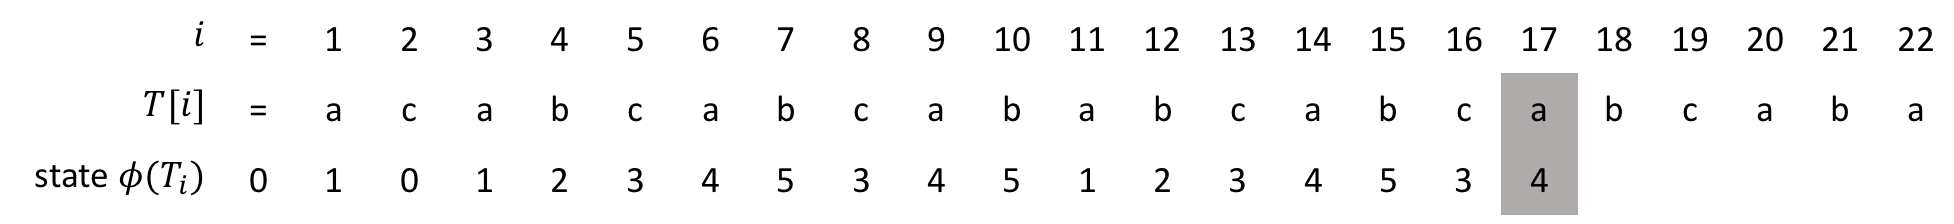 i = 1 2 3 4 5 6 7 8 9 10 11 12 13 14 15 16 17 18 19 20 21 22
T[i] = a c a b c a b c a b a b c a b c a b c a b a
state ϕ(Tᵢ) 0 1 0 1 2 3 4 5 3 4 5 1 2 3 4 5 3 4